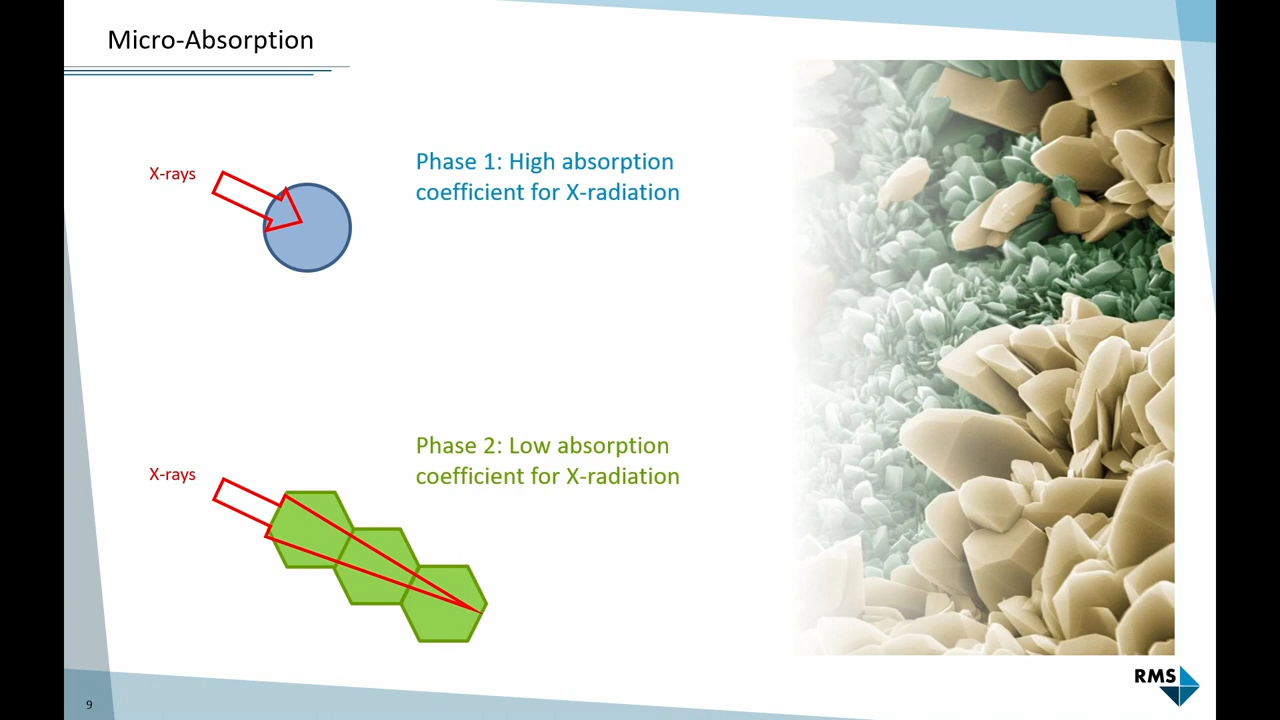 Micro-Absorption
X-rays
Phase 1: High absorption
coefficient for X-radiation
X-rays
Phase 2: Low absorption
coefficient for X-radiation
RMS
9